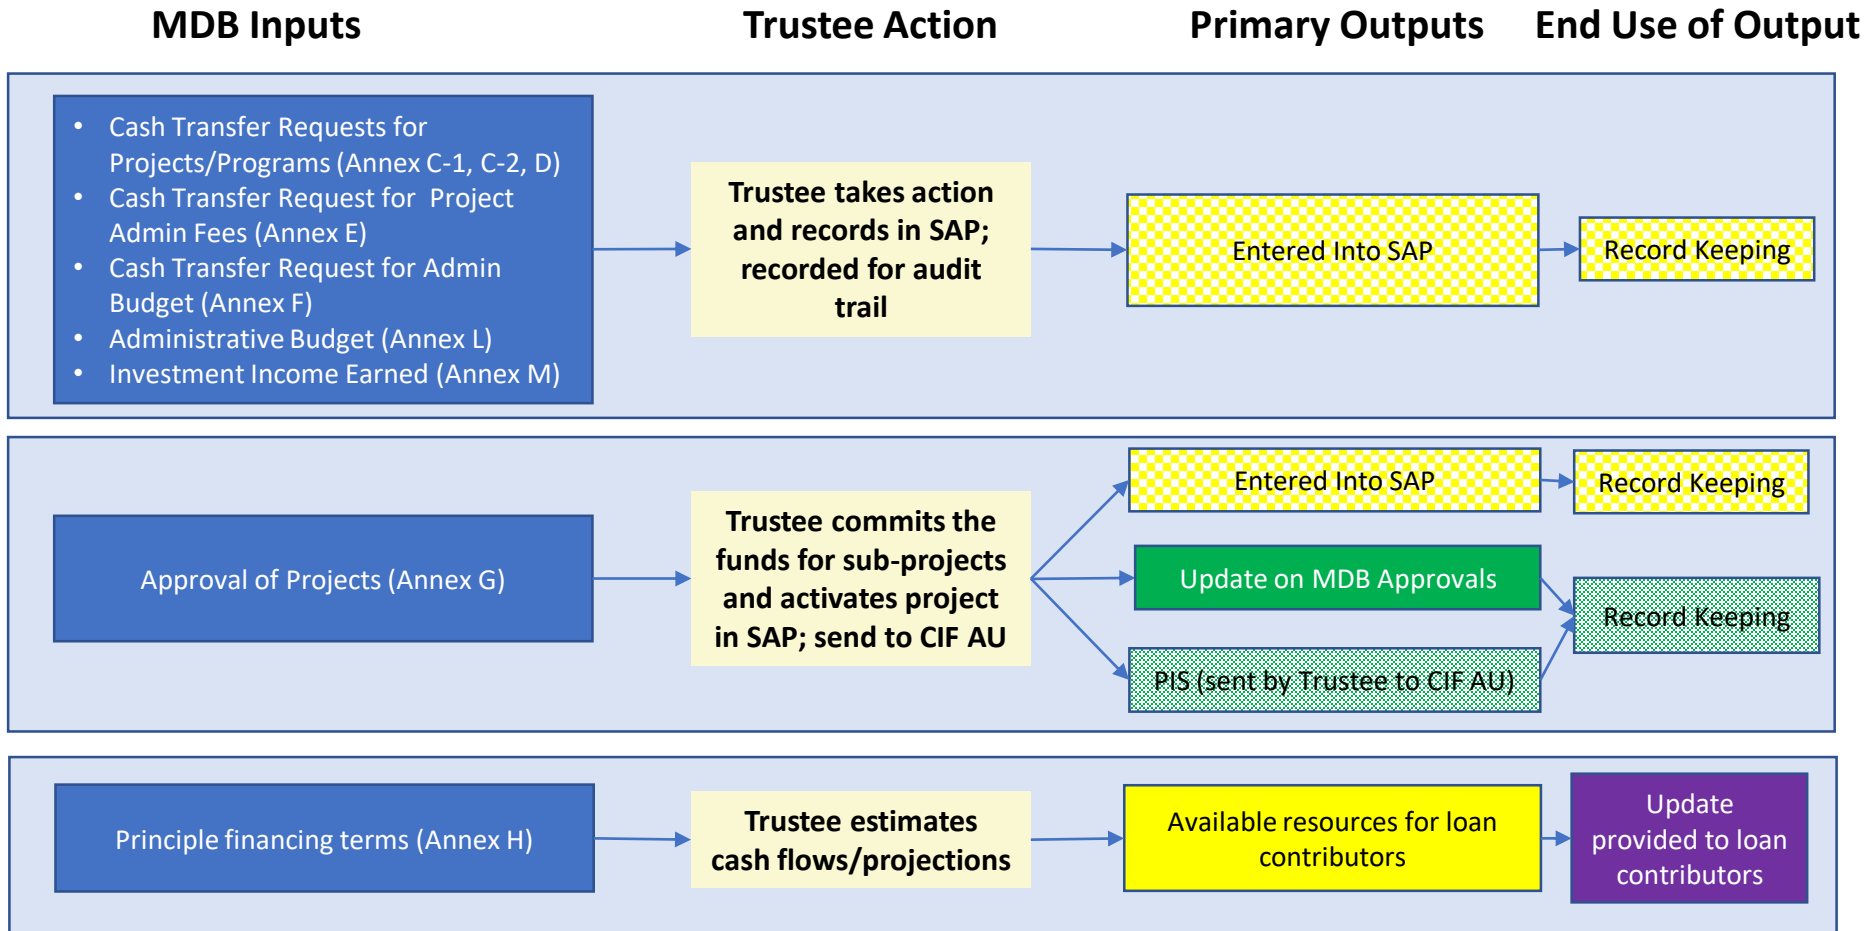 MDB Inputs
Trustee Action
Primary Outputs
End Use of Output
• Cash Transfer Requests for
Projects/Programs (Annex C-1, C-2, D)
• Cash Transfer Request for Project
Admin Fees (Annex E)
• Cash Transfer Request for Admin
Budget (Annex F)
• Administrative Budget (Annex L)
• Investment Income Earned (Annex M)
Trustee takes action
and records in SAP;
recorded for audit
trail
Entered Into SAP
Record Keeping
Approval of Projects (Annex G)
Trustee commits the
funds for sub-projects
and activates project
in SAP; send to CIF AU
Entered Into SAP
Record Keeping
Update on MDB Approvals
PIS (sent by Trustee to CIF AU)
Record Keeping
Principle financing terms (Annex H)
Trustee estimates
cash flows/projections
Available resources for loan
contributors
Update
provided to loan
contributors